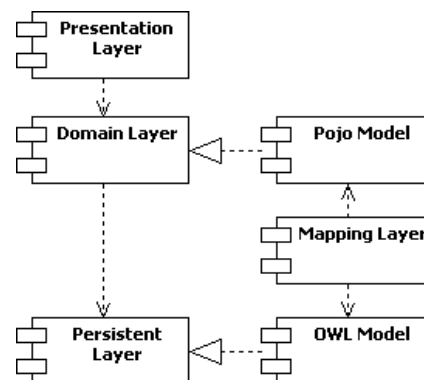 Presentation
Layer
Domain Layer
Pojo Model
Mapping Layer
Persistent
Layer
OWL Model